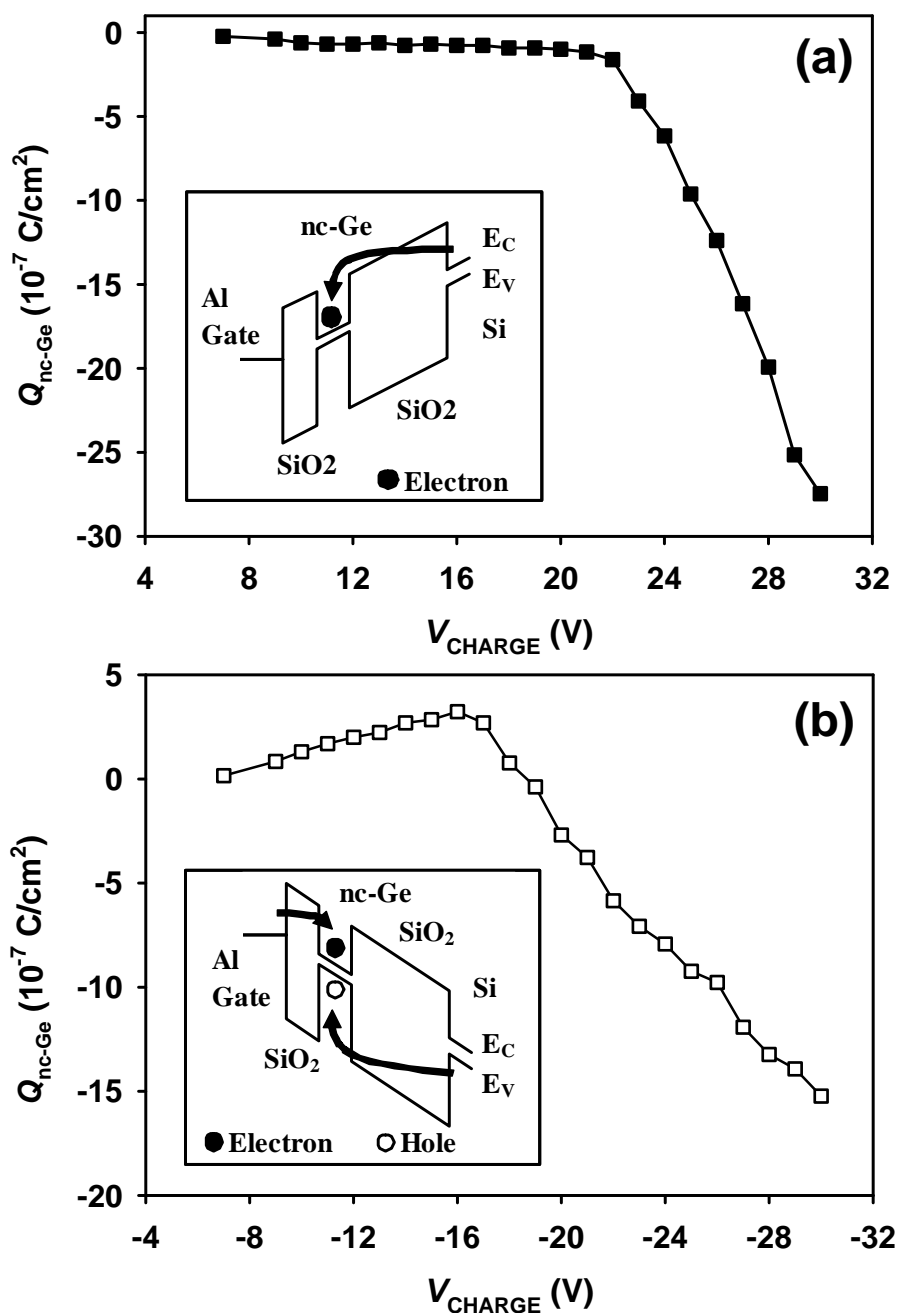 (a)
Q_nc-Ge (10^-7 C/cm^2)
0
-5
-10
-15
-20
-25
-30
4 8 12 16 20 24 28 32
V_CHARGE (V)
nc-Ge
E_C
E_V
Al
Gate
Si
SiO2
SiO2
Electron
(b)
Q_nc-Ge (10^-7 C/cm^2)
5
0
-5
-10
-15
-20
-4 -8 -12 -16 -20 -24 -28 -32
V_CHARGE (V)
nc-Ge
SiO_2
Al
Gate
Si
SiO_2
E_C
E_V
Electron Hole